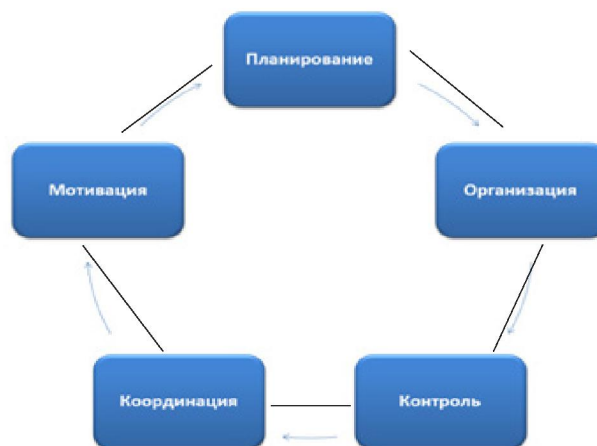 Планирование
Организация
Контроль
Координация
Мотивация